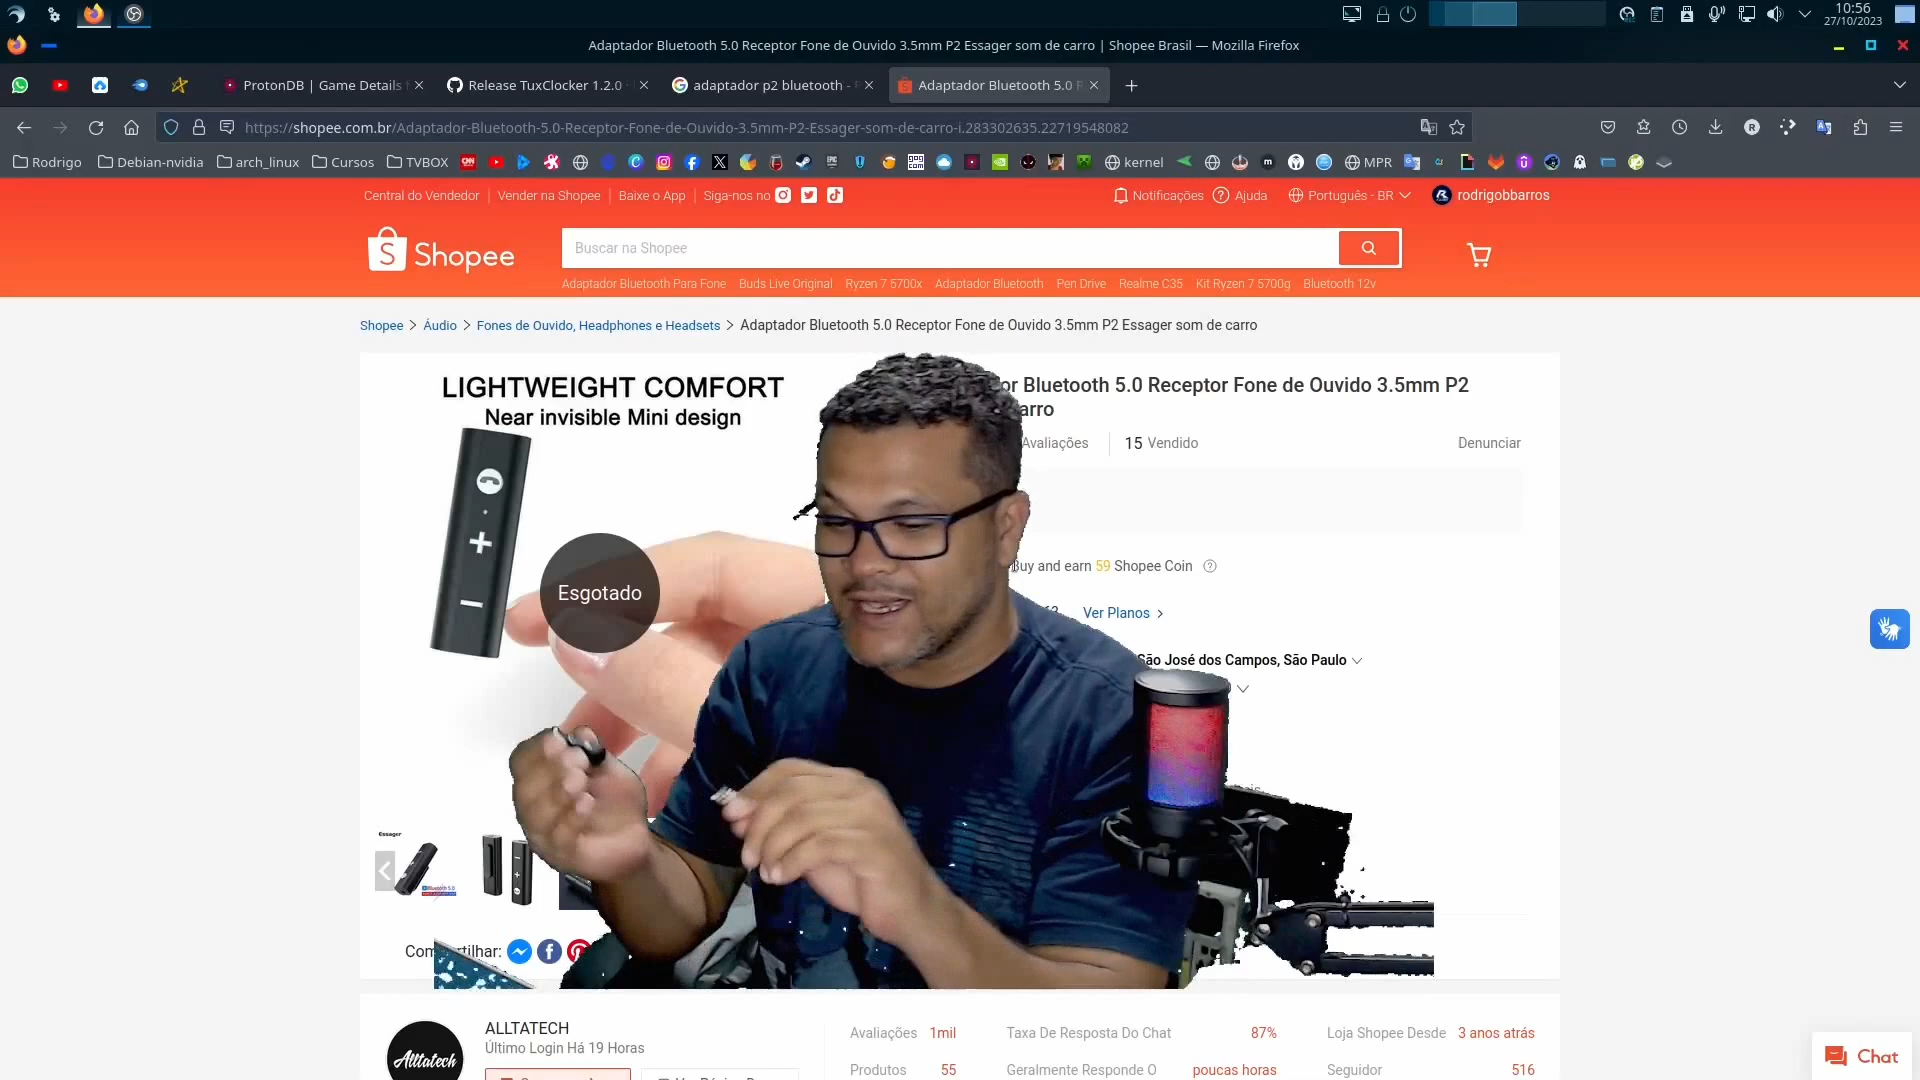 10:56
27/10/2023
Adaptador Bluetooth 5.0 Receptor Fone de Ouvido 3.5mm P2 Essager som de carro | Shopee Brasil — Mozilla Firefox
ProtonDB | Game Details
Release TuxClocker 1.2.0
adaptador p2 bluetooth -
Adaptador Bluetooth 5.0
https://shopee.com.br/Adaptador-Bluetooth-5.0-Receptor-Fone-de-Ouvido-3.5mm-P2-Essager-som-de-carro-i.283302635.22719548082
Rodrigo Debian-nvidia arch_linux Cursos TVBOX kernel MPR
Central do Vendedor Vender na Shopee Baixe o App Siga-nos no Notificações Ajuda Português - BR rodrigobbarros
Shopee
Buscar na Shopee
Adaptador Bluetooth Para Fone Buds Live Original Ryzen 7 5700x Adaptador Bluetooth Pen Drive Realme C35 Kit Ryzen 7 5700g Bluetooth 12v
Shopee > Áudio > Fones de Ouvido, Headphones e Headsets > Adaptador Bluetooth 5.0 Receptor Fone de Ouvido 3.5mm P2 Essager som de carro
LIGHTWEIGHT COMFORT
Near invisible Mini design
Esgotado
or Bluetooth 5.0 Receptor Fone de Ouvido 3.5mm P2
arro
Avaliações 15 Vendido Denunciar
Buy and earn 59 Shopee Coin
Ver Planos >
São José dos Campos, São Paulo
Essager
Bluetooth 5.0
Com tilhar:
ALLTATECH
Último Login Há 19 Horas
Alltatech
Avaliações 1mil Taxa De Resposta Do Chat 87% Loja Shopee Desde 3 anos atrás
Produtos 55 Geralmente Responde O poucas horas Seguidor 516
Chat